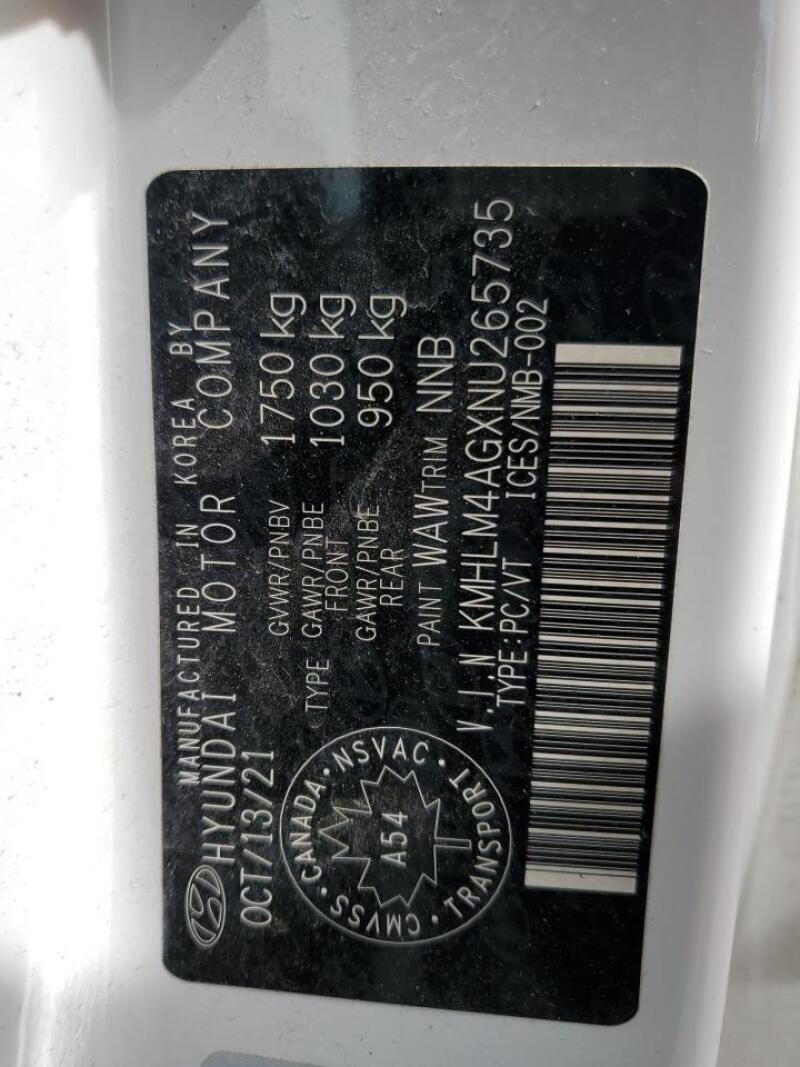 MANUFACTURED IN KOREA BY
HYUNDAI MOTOR COMPANY
OCT/13/21
GVWR/PNBV 1750 kg
TYPE GAWR/PNBE FRONT 1030 kg
GAWR/PNBE REAR 950 kg
PAINT WAW TRIM NNB
V.I.N KMHLM4AGXNU265735
TYPE:PC/VT ICES/NMB-002
CANADA · NSVAC · TRANSPORT · CMVSS ·
A54